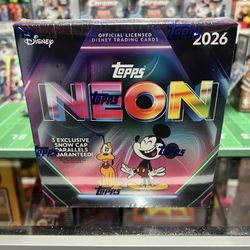 Disney
OFFICIAL LICENSED
DISNEY TRADING CARDS
2026
Topps
NEON
3 EXCLUSIVE
SNOW CAP
PARALLELS
GUARANTEED!
Topps